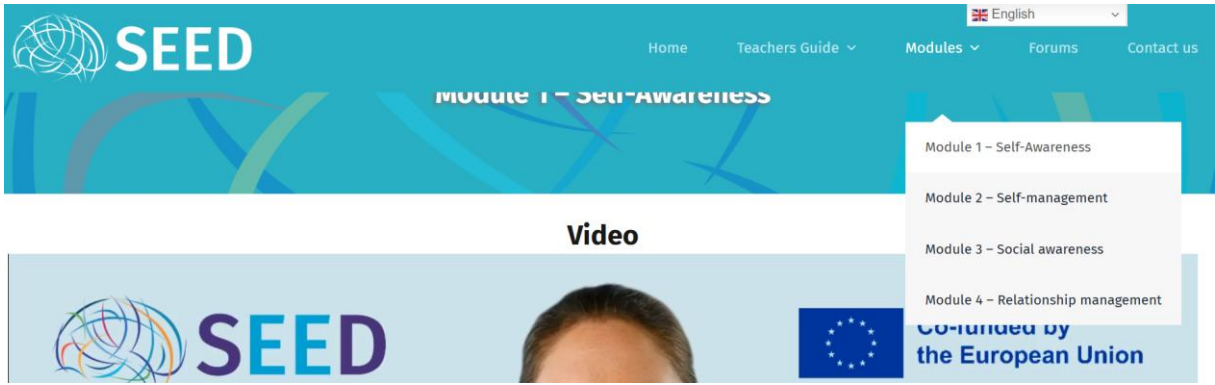 English
SEED
Home
Teachers Guide
Modules
Forums
Contact us
Module 1 – Self-Awareness
Module 1 – Self-Awareness
Module 2 – Self-management
Module 3 – Social awareness
Module 4 – Relationship management
Video
SEED
Co-funded by
the European Union